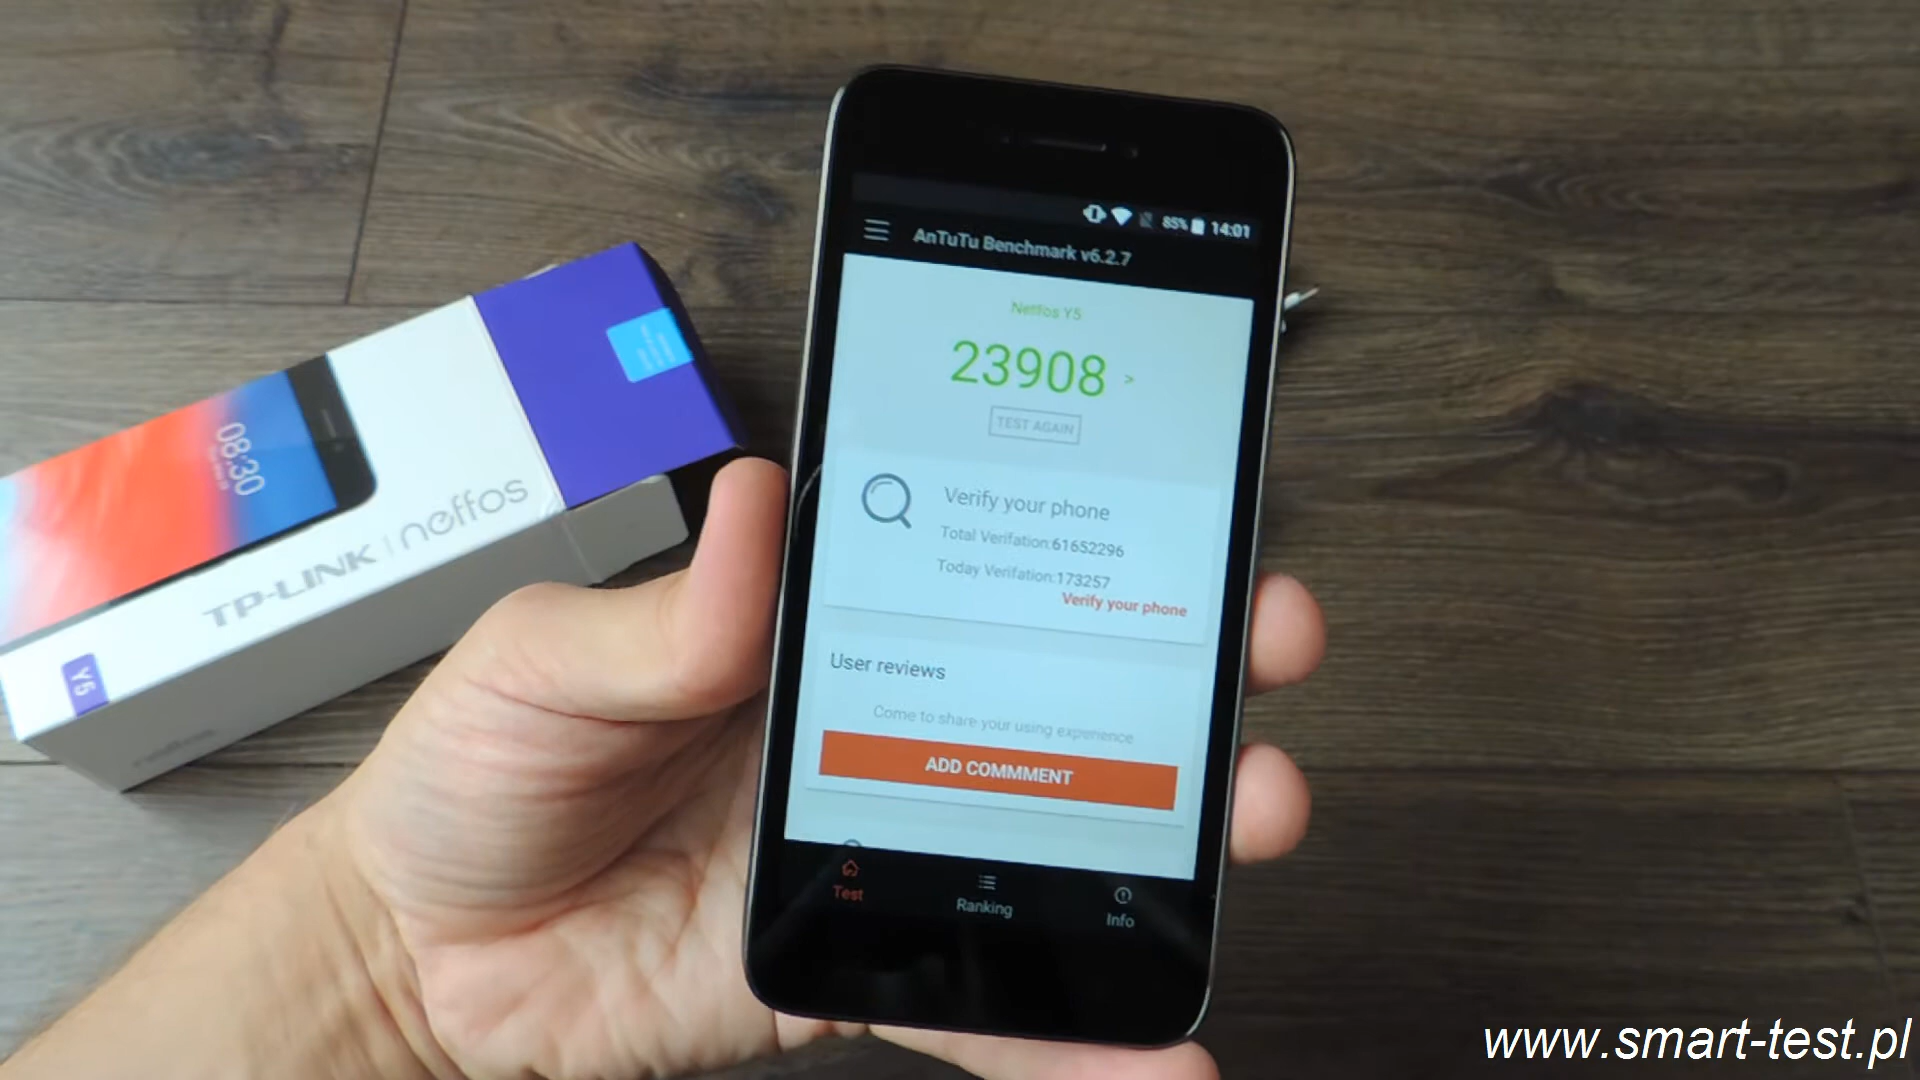 85% 14:01
AnTuTu Benchmark v6.2.7
Neffos Y5
23908 >
TEST AGAIN
Verify your phone
Total Verifation:61652296
Today Verifation:173257
Verify your phone
User reviews
Come to share your using experience
ADD COMMMENT
Test
Ranking
Info
08:30
TP-LINK | neffos
Y5
www.smart-test.pl